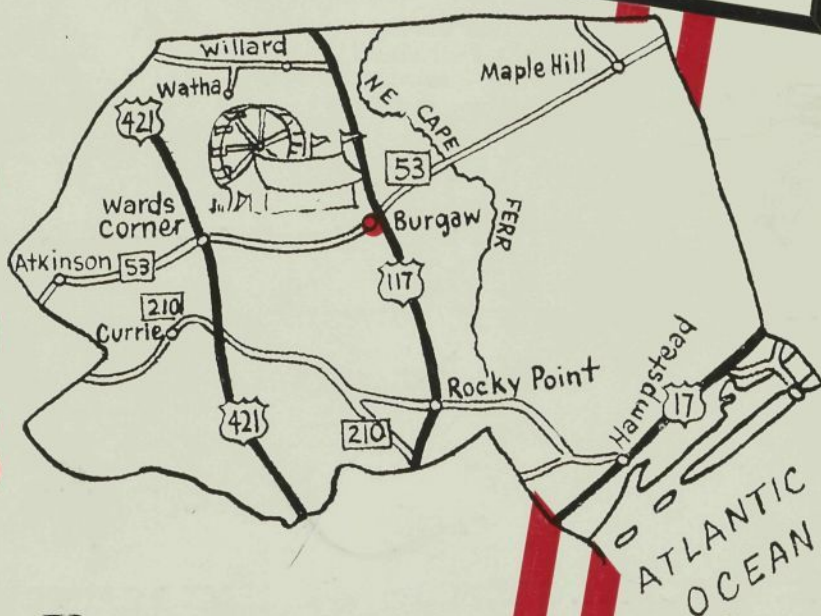 Willard
Watha
Maple Hill
421
NE CAPE
FERR
53
Wards
Corner
Burgaw
Atkinson
53
117
210
Currie
Rocky Point
Hampstead
17
421
210
ATLANTIC
OCEAN